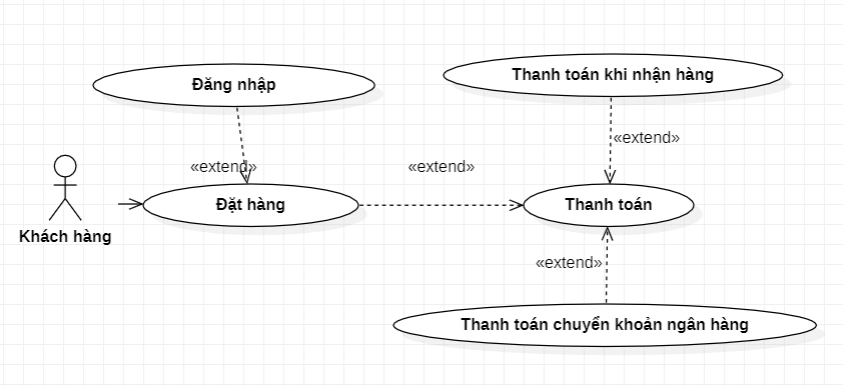 Đăng nhập
Thanh toán khi nhận hàng
«extend»
«extend»
«extend»
Khách hàng
Đặt hàng
Thanh toán
«extend»
Thanh toán chuyển khoản ngân hàng